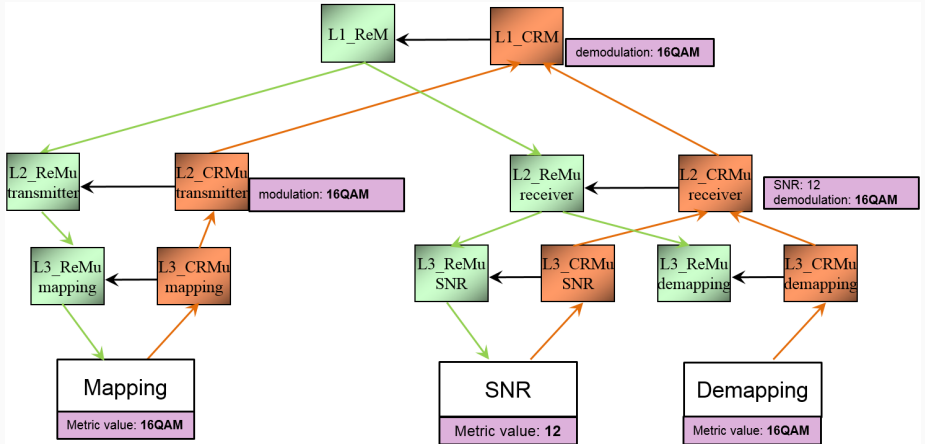 L1_ReM
L1_CRM
demodulation: 16QAM
L2_ReMu
transmitter
L2_CRMu
transmitter
modulation: 16QAM
L2_ReMu
receiver
L2_CRMu
receiver
SNR: 12
demodulation: 16QAM
L3_ReMu
mapping
L3_CRMu
mapping
L3_ReMu
SNR
L3_CRMu
SNR
L3_ReMu
demapping
L3_CRMu
demapping
Mapping
Metric value: 16QAM
SNR
Metric value: 12
Demapping
Metric value: 16QAM